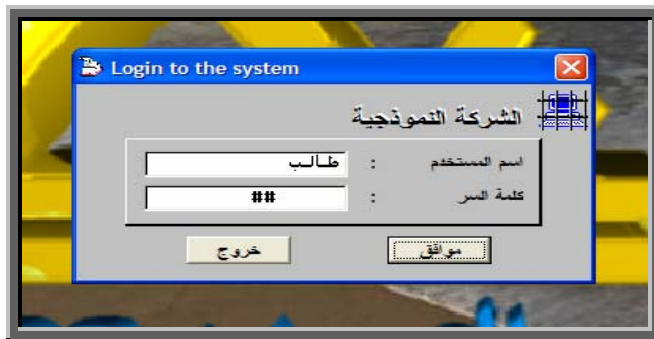 Login to the system
الشركة النموذجية
اسم المستخدم : طالب
كلمة السر : ##
موافق خروج